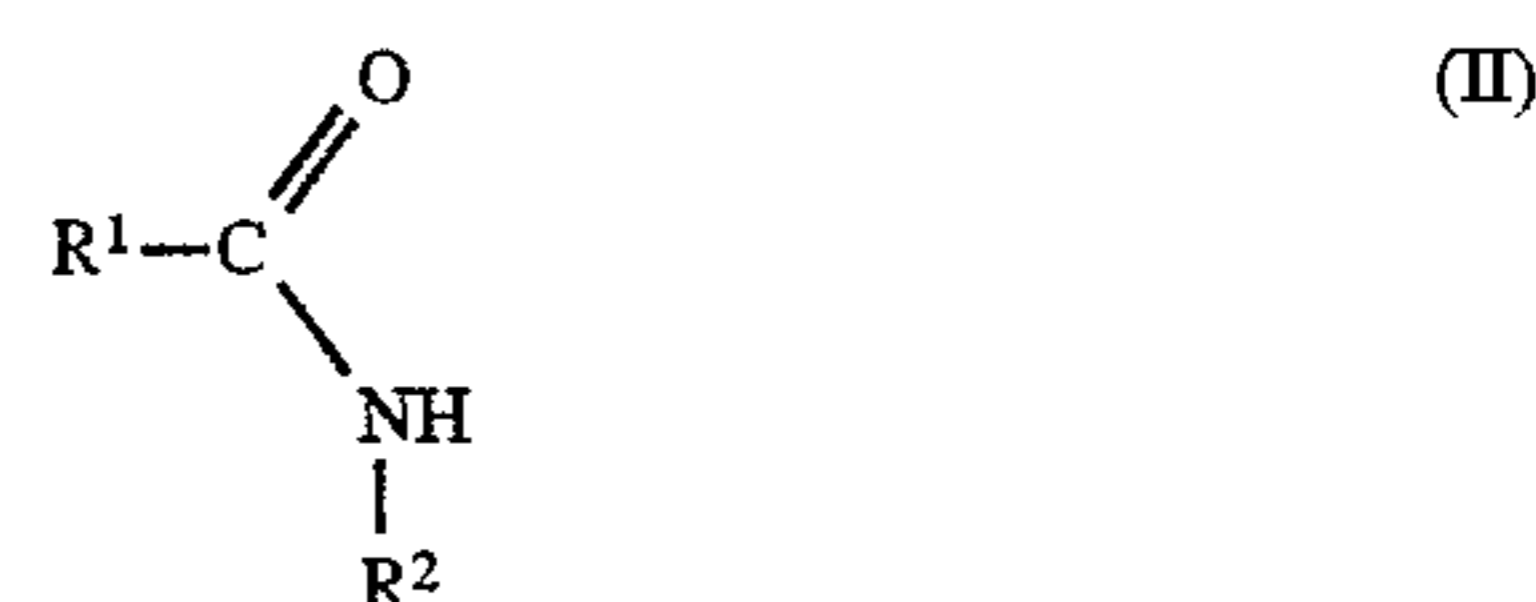 O
(II)
R¹—C
NH
R²